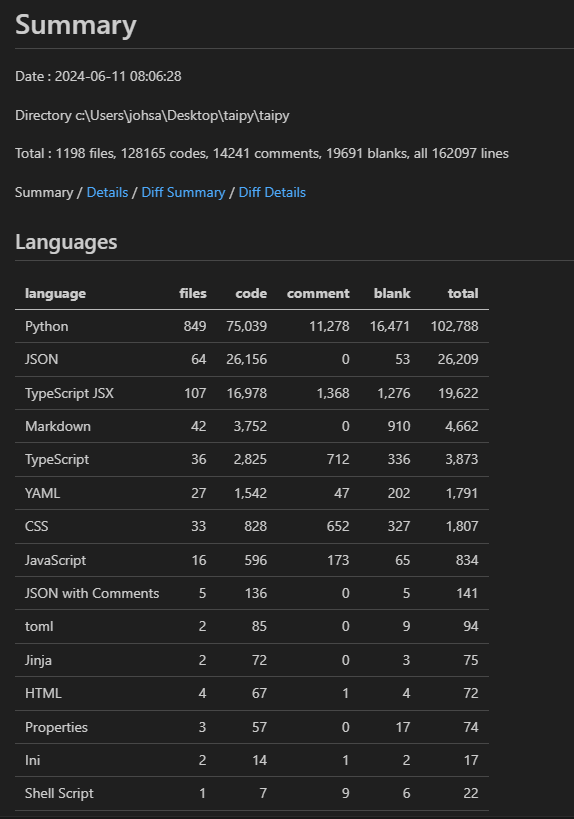 Summary
Date : 2024-06-11 08:06:28
Directory c:\Users\johsa\Desktop\taipy\taipy
Total : 1198 files, 128165 codes, 14241 comments, 19691 blanks, all 162097 lines
Summary / Details / Diff Summary / Diff Details
Languages
language files code comment blank total
Python 849 75,039 11,278 16,471 102,788
JSON 64 26,156 0 53 26,209
TypeScript JSX 107 16,978 1,368 1,276 19,622
Markdown 42 3,752 0 910 4,662
TypeScript 36 2,825 712 336 3,873
YAML 27 1,542 47 202 1,791
CSS 33 828 652 327 1,807
JavaScript 16 596 173 65 834
JSON with Comments 5 136 0 5 141
toml 2 85 0 9 94
Jinja 2 72 0 3 75
HTML 4 67 1 4 72
Properties 3 57 0 17 74
Ini 2 14 1 2 17
Shell Script 1 7 9 6 22